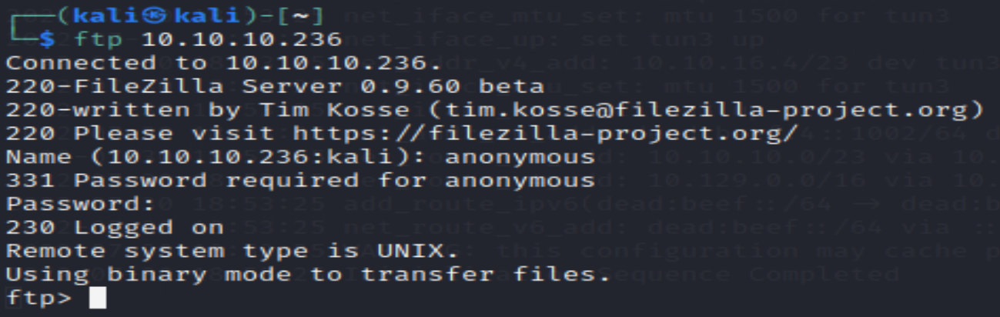 ┌──(kali㉿kali)-[~]
└─$ ftp 10.10.10.236
Connected to 10.10.10.236.
220-FileZilla Server 0.9.60 beta
220-written by Tim Kosse (tim.kosse@filezilla-project.org)
220 Please visit https://filezilla-project.org/
Name (10.10.10.236:kali): anonymous
331 Password required for anonymous
Password:
230 Logged on
Remote system type is UNIX.
Using binary mode to transfer files.
ftp>